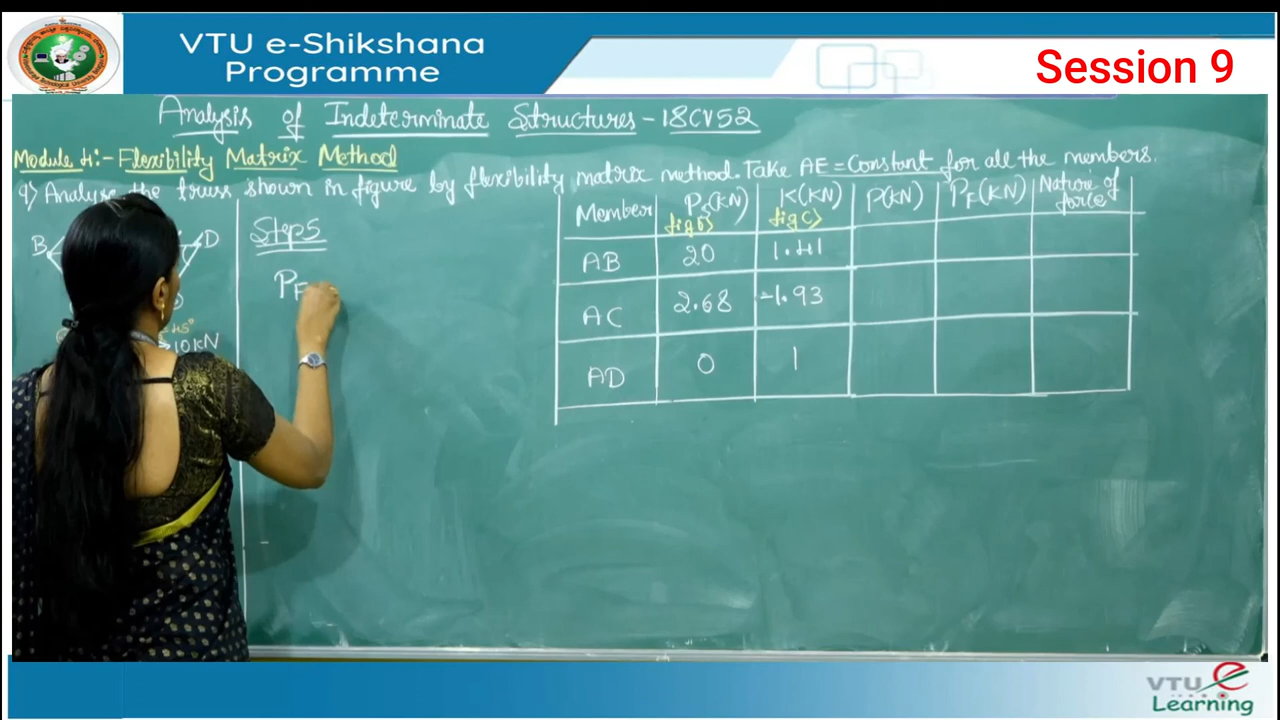 VTU e-Shikshana
Programme
Session 9
Analysis of Indeterminate Structures - 18CV52
Module 4:- Flexibility Matrix Method
Q) Analyse the truss shown in figure by flexibility matrix method. Take AE = Constant for all the members.
B D
45°
10KN
Step5
PF
Member Ps(KN) K(KN) P(KN) PF(KN) Nature of force
fig(b) fig(c)
AB 20 1.41
AC 2.68 -1.93
AD 0 1
VTU e
Learning